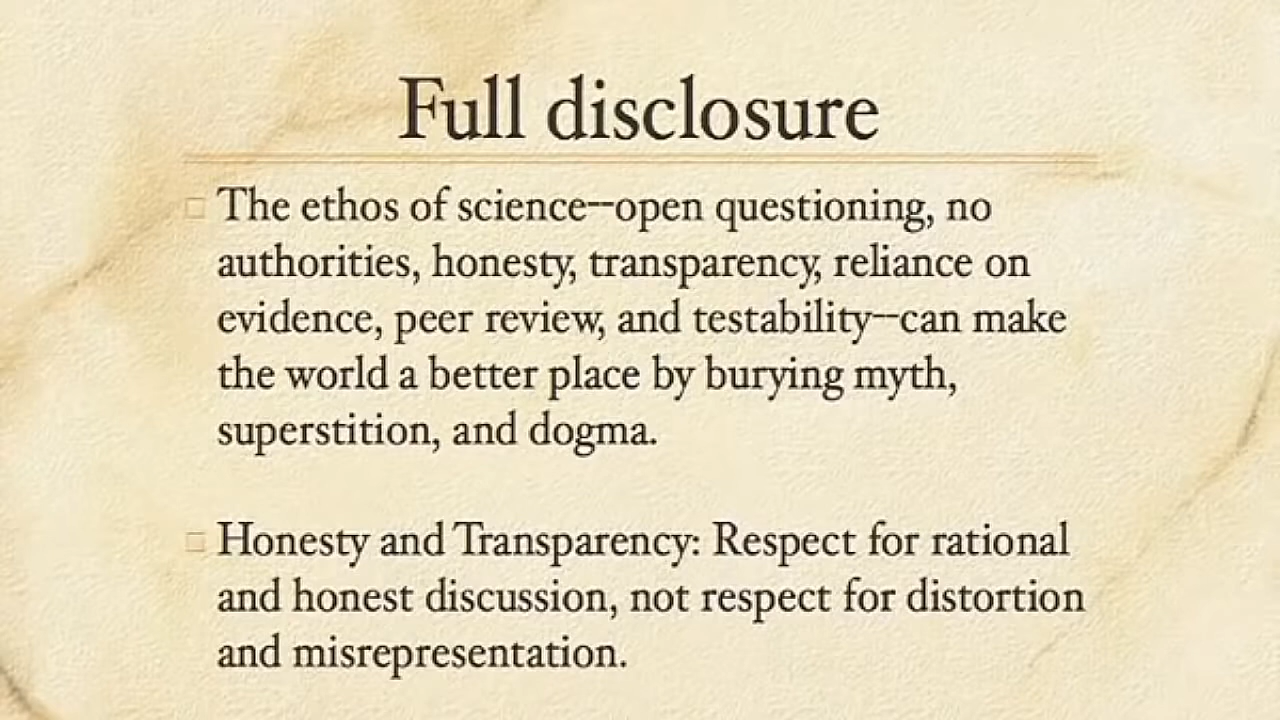 Full disclosure
The ethos of science--open questioning, no
authorities, honesty, transparency, reliance on
evidence, peer review, and testability--can make
the world a better place by burying myth,
superstition, and dogma.
Honesty and Transparency: Respect for rational
and honest discussion, not respect for distortion
and misrepresentation.